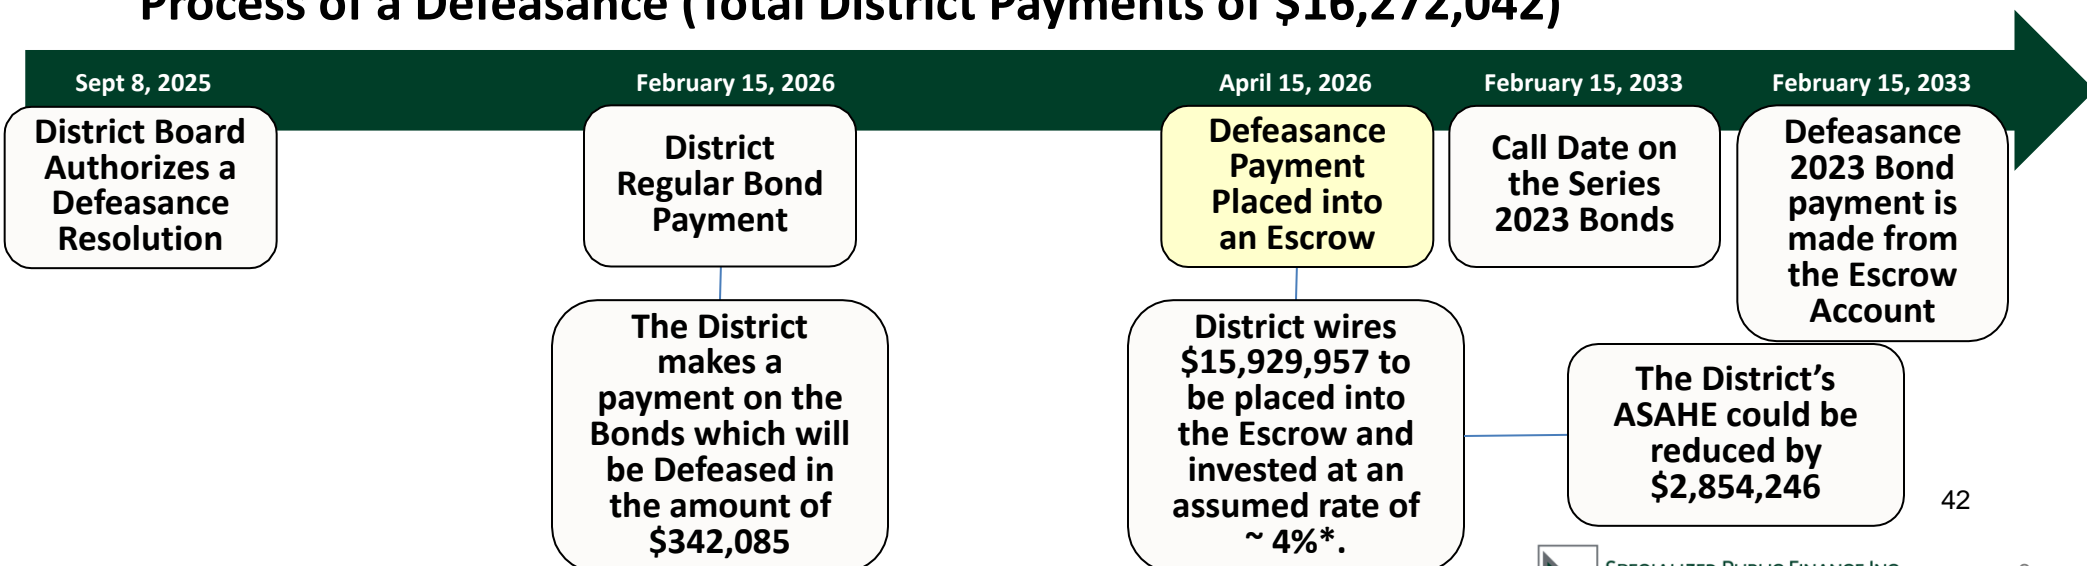 Process of a Defeasance (Total District Payments of $16,272,042)
Sept 8, 2025
February 15, 2026
April 15, 2026
February 15, 2033
February 15, 2033
District Board
Authorizes a
Defeasance
Resolution
District
Regular Bond
Payment
Defeasance
Payment
Placed into
an Escrow
Call Date on
the Series
2023 Bonds
Defeasance
2023 Bond
payment is
made from
the Escrow
Account
The District
makes a
payment on the
Bonds which will
be Defeased in
the amount of
$342,085
District wires
$15,929,957 to
be placed into
the Escrow and
invested at an
assumed rate of
~ 4%*.
The District’s
ASAHE could be
reduced by
$2,854,246
42
SPECIALIZED PUBLIC FINANCE INC.